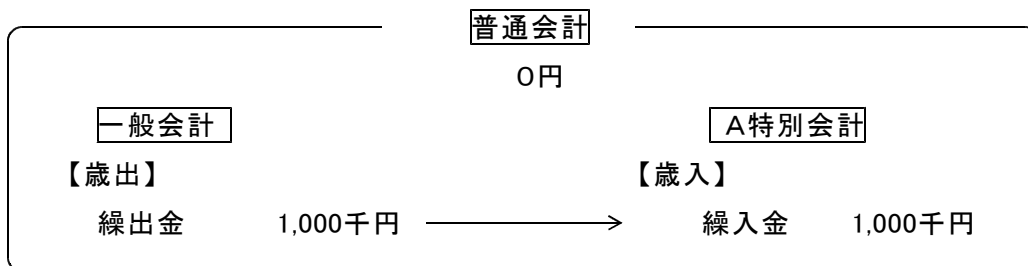 普通会計
0円
一般会計 A特別会計
【歳出】 【歳入】
繰出金 1,000千円 繰入金 1,000千円